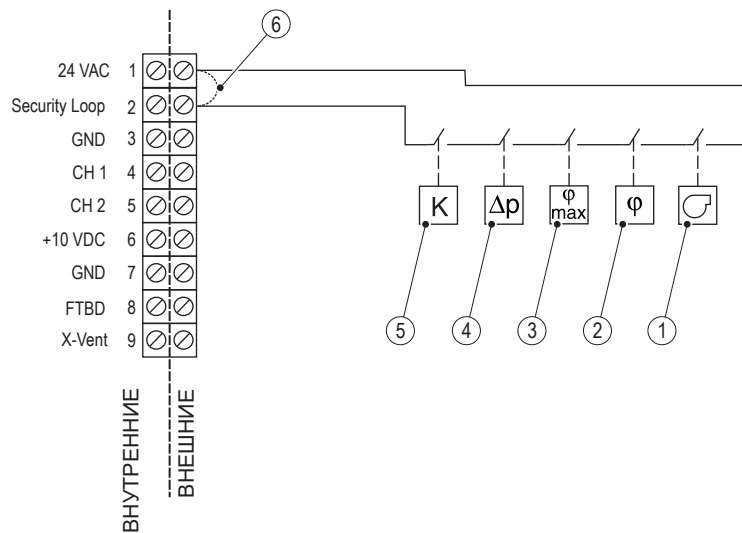 6
24 VAC 1
Security Loop 2
GND 3
CH 1 4
CH 2 5
+10 VDC 6
GND 7
FTBD 8
X-Vent 9
K
Δp
φ
max
φ
5
4
3
2
1
ВНУТРЕННИЕ
ВНЕШНИЕ